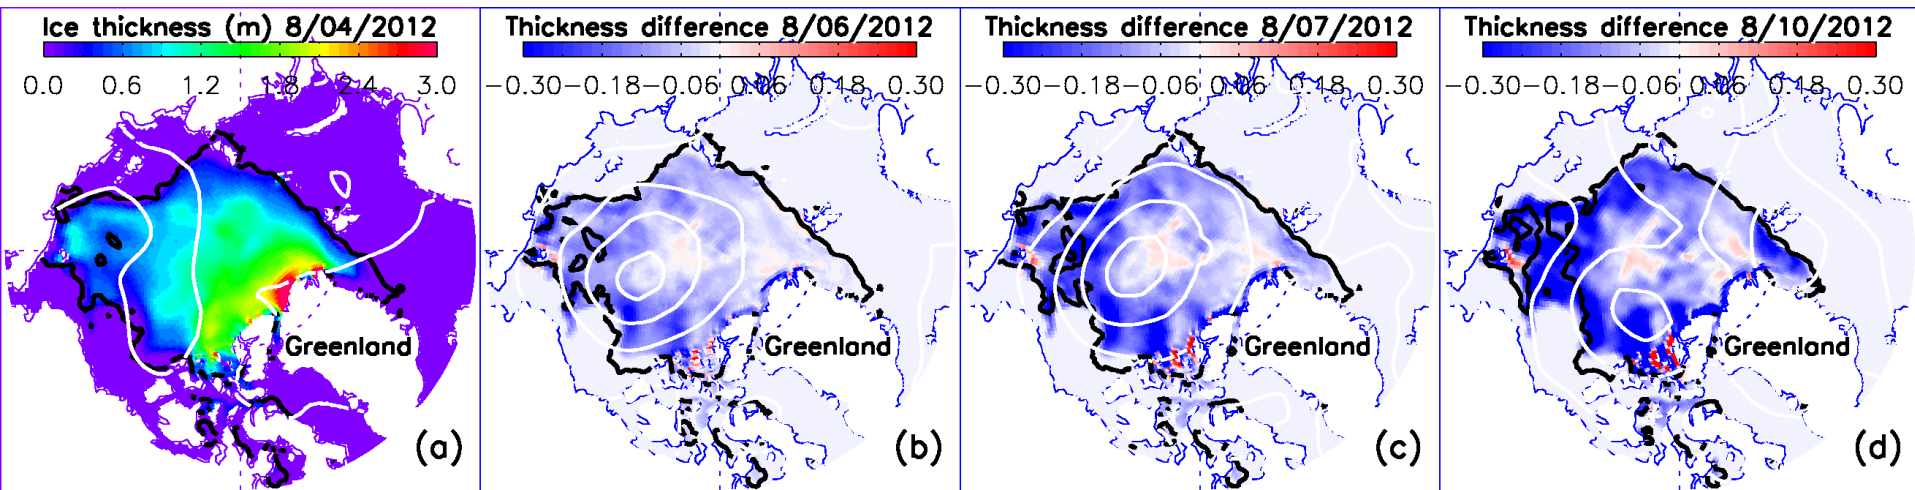 Ice thickness (m) 8/04/2012
0.0 0.6 1.2 1.8 2.4 3.0
Greenland
(a)
Thickness difference 8/06/2012
−0.30 −0.18 −0.06 0.06 0.18 0.30
Greenland
(b)
Thickness difference 8/07/2012
−0.30 −0.18 −0.06 0.06 0.18 0.30
Greenland
(c)
Thickness difference 8/10/2012
−0.30 −0.18 −0.06 0.06 0.18 0.30
Greenland
(d)